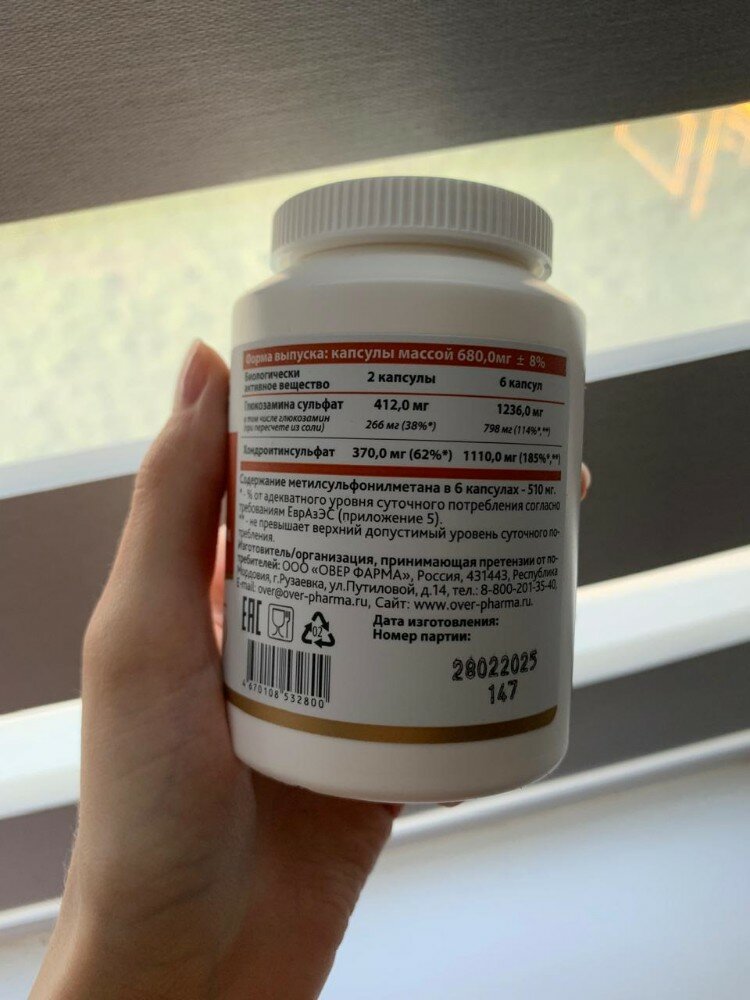 Форма выпуска: капсулы массой 680,0мг ± 8%
Биологически активное вещество 2 капсулы 6 капсул
Глюкозамина сульфат 412,0 мг 1236,0 мг
в том числе глюкозамин (при пересчете из соли) 266 мг (38%*) 798 мг (114%*,**)
Хондроитинсульфат 370,0 мг (62%*) 1110,0 мг (185%*,**)
Содержание метилсульфонилметана в 6 капсулах - 510 мг.
* - % от адекватного уровня суточного потребления согласно
требованиям ЕврАзЭС (приложение 5).
** - не превышает верхний допустимый уровень суточного по-
требления.
Изготовитель/организация, принимающая претензии от по-
требителей: ООО «ОВЕР ФАРМА», Россия, 431443, Республика
Мордовия, г.Рузаевка, ул.Путиловой, д.14, тел.: 8-800-201-35-40,
E-mail: over@over-pharma.ru, Сайт: www.over-pharma.ru.
EAC
02
Дата изготовления:
Номер партии:
28022025
147
4 670108 532800